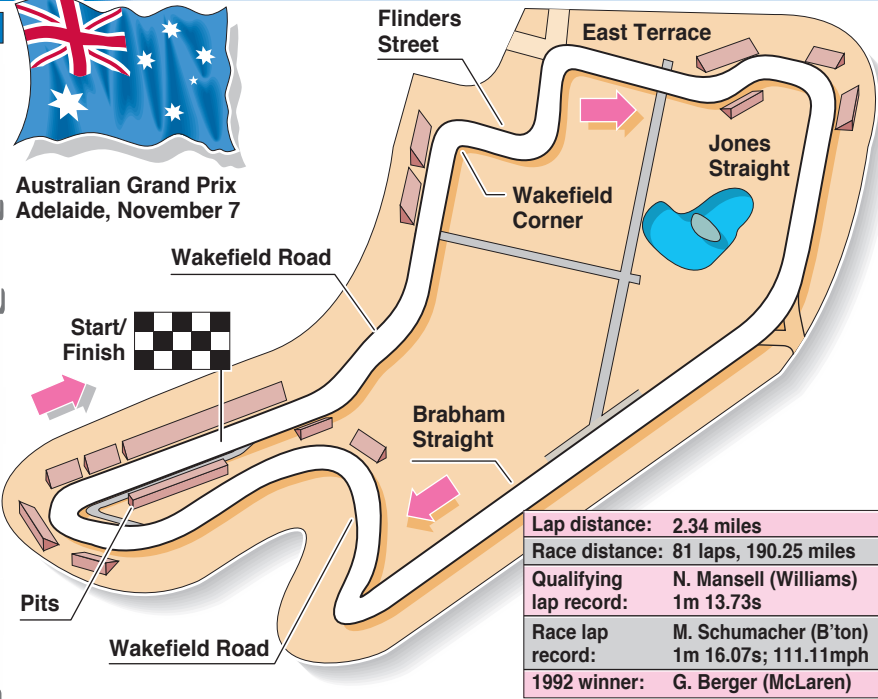 Flinders
Street
East Terrace
Jones
Straight
Australian Grand Prix
Adelaide, November 7
Wakefield
Corner
Wakefield Road
Start/
Finish
Brabham
Straight
Pits
Wakefield Road
Lap distance: 2.34 miles
Race distance: 81 laps, 190.25 miles
Qualifying N. Mansell (Williams)
lap record: 1m 13.73s
Race lap M. Schumacher (B'ton)
record: 1m 16.07s; 111.11mph
1992 winner: G. Berger (McLaren)